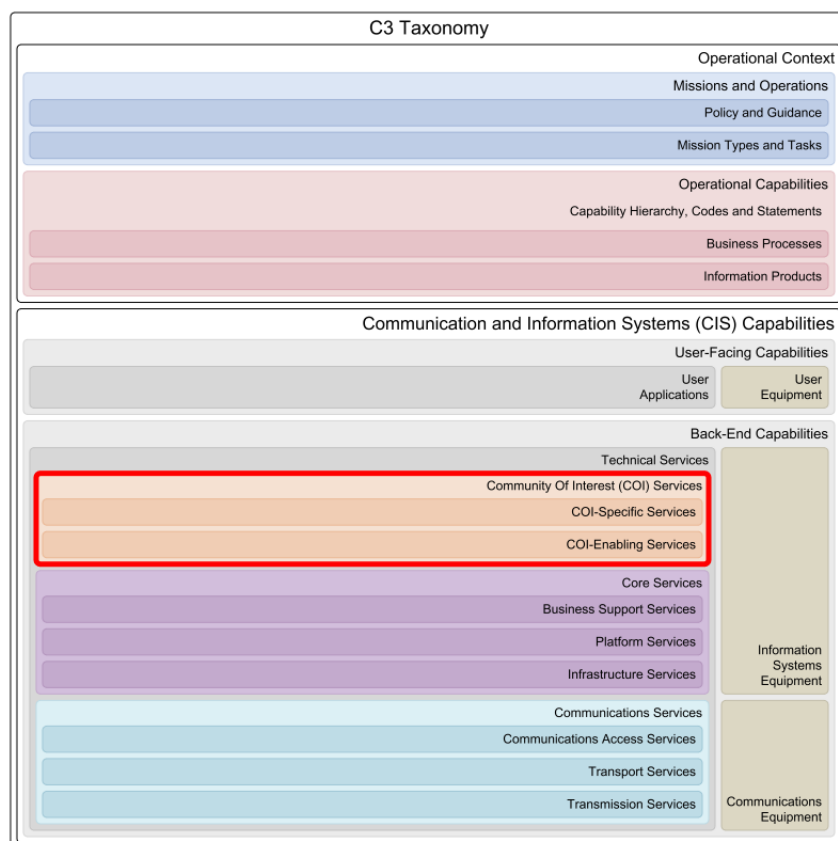 C3 Taxonomy
Operational Context
Missions and Operations
Policy and Guidance
Mission Types and Tasks
Operational Capabilities
Capability Hierarchy, Codes and Statements
Business Processes
Information Products
Communication and Information Systems (CIS) Capabilities
User-Facing Capabilities
User
Applications
User
Equipment
Back-End Capabilities
Technical Services
Community Of Interest (COI) Services
COI-Specific Services
COI-Enabling Services
Core Services
Business Support Services
Platform Services
Infrastructure Services
Information
Systems
Equipment
Communications Services
Communications Access Services
Transport Services
Transmission Services
Communications
Equipment